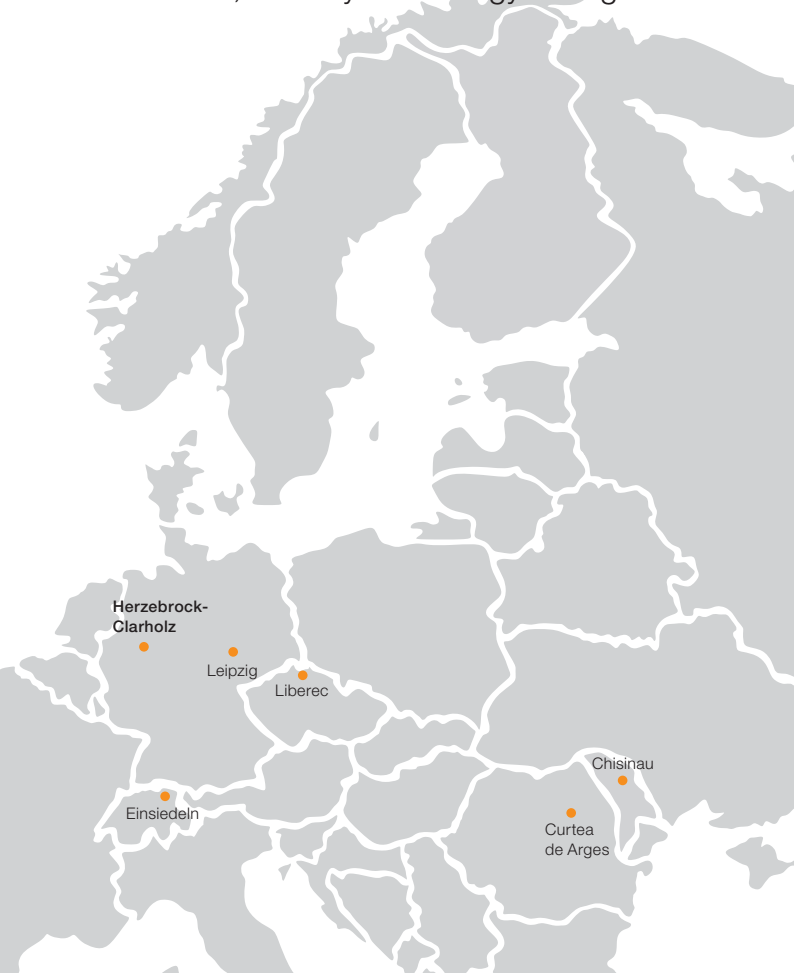 Herzebrock-
Clarholz
Leipzig
Liberec
Chisinau
Einsiedeln
Curtea
de Arges